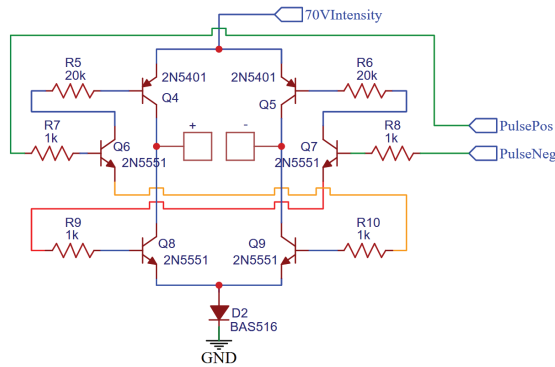 70VIntensity
R5
20k
2N5401
Q4
2N5401
Q5
R6
20k
PulsePos
R7
1k
Q6
2N5551
+
-
Q7
2N5551
R8
1k
PulseNeg
R9
1k
Q8
2N5551
Q9
2N5551
R10
1k
D2
BAS516
GND